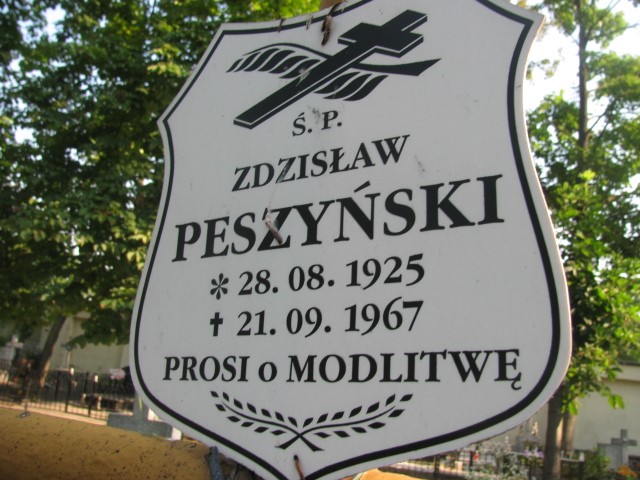 Ś. P.
ZDZISŁAW
PESZYŃSKI
* 28. 08. 1925
✝ 21. 09. 1967
PROSI o MODLITWĘ